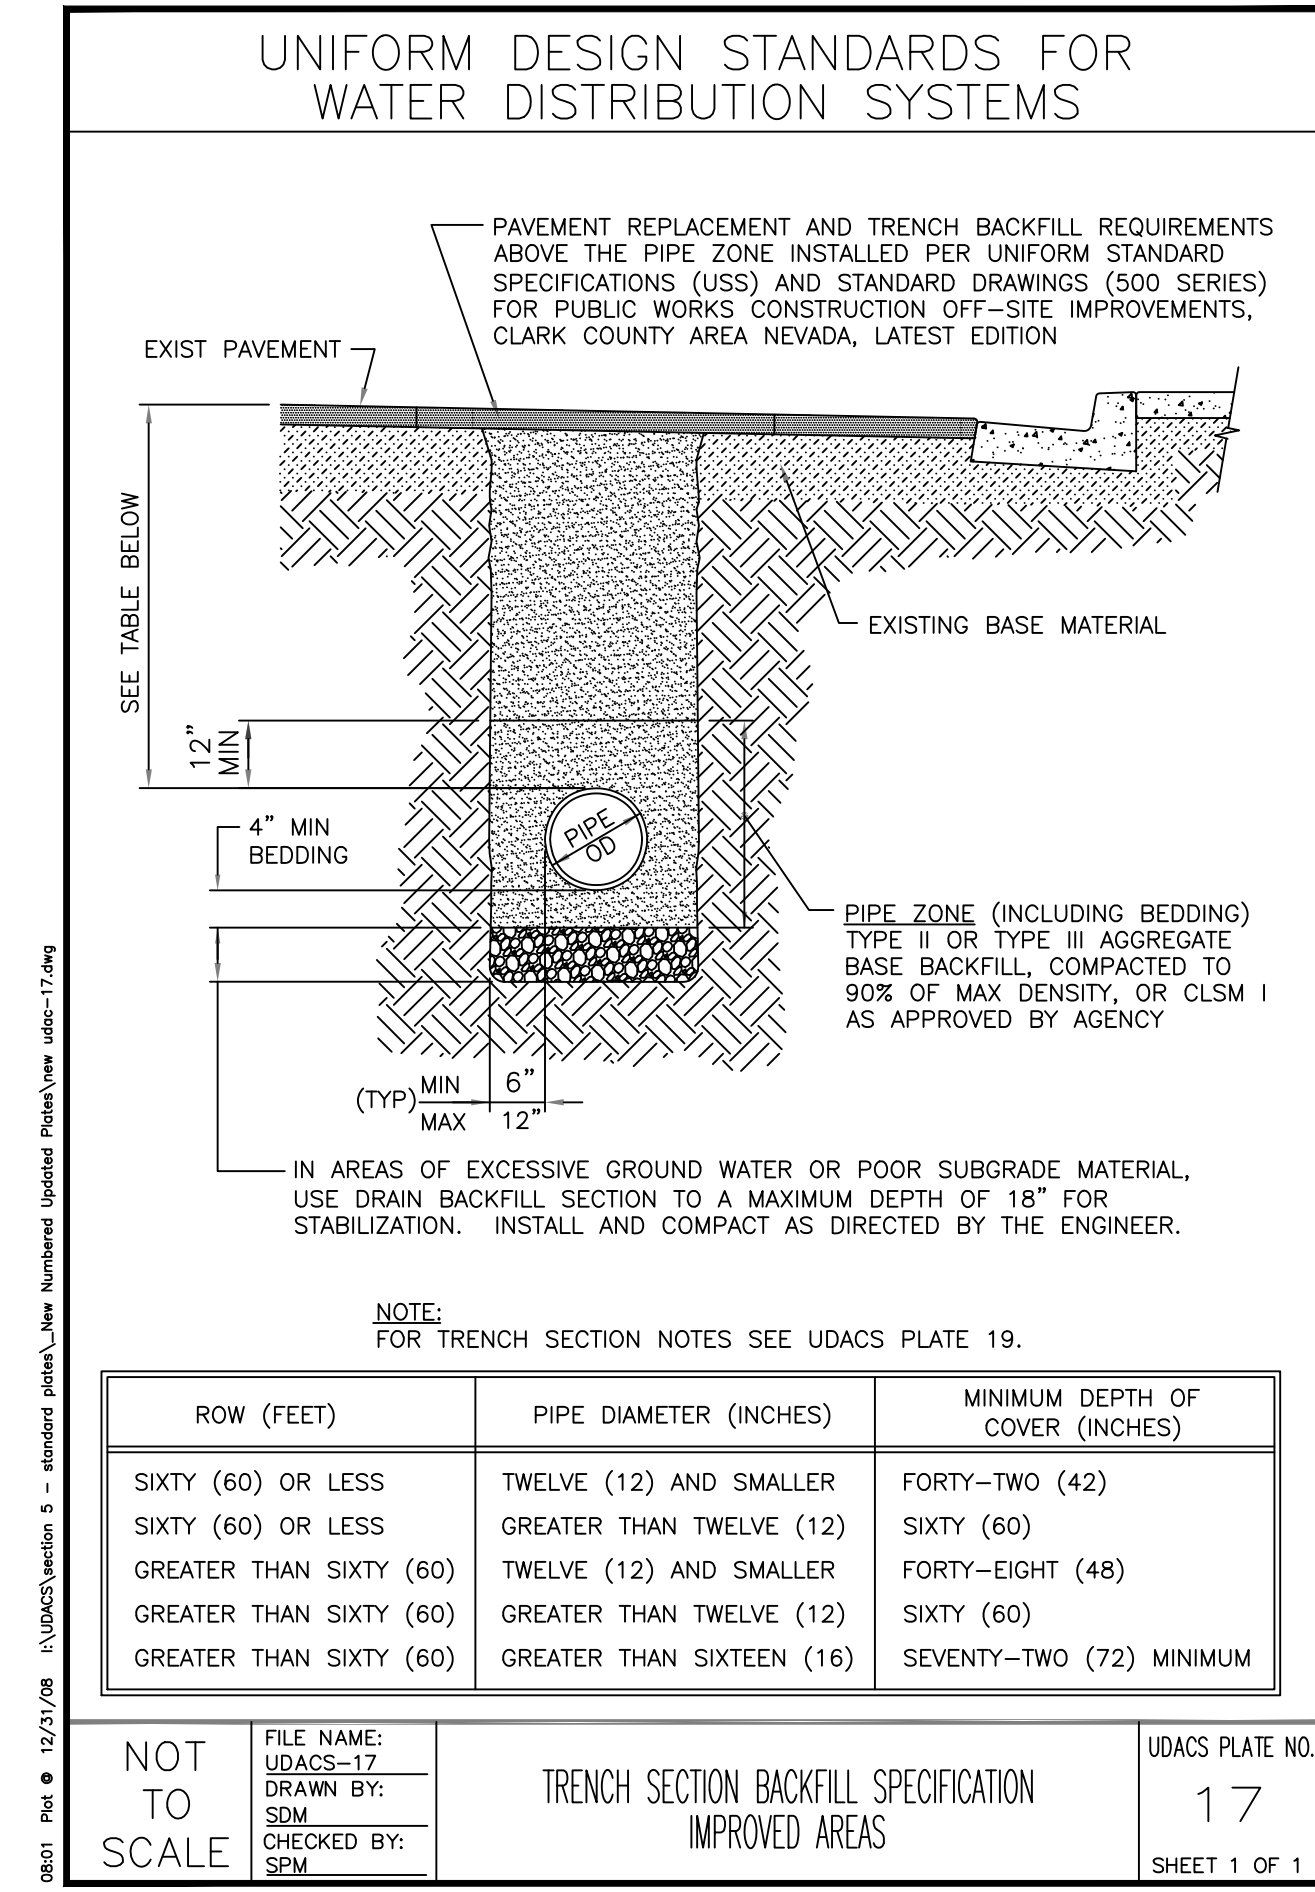 UNIFORM DESIGN STANDARDS FOR
WATER DISTRIBUTION SYSTEMS
PAVEMENT REPLACEMENT AND TRENCH BACKFILL REQUIREMENTS
ABOVE THE PIPE ZONE INSTALLED PER UNIFORM STANDARD
SPECIFICATIONS (USS) AND STANDARD DRAWINGS (500 SERIES)
FOR PUBLIC WORKS CONSTRUCTION OFF-SITE IMPROVEMENTS,
CLARK COUNTY AREA NEVADA, LATEST EDITION
EXIST PAVEMENT
SEE TABLE BELOW
EXISTING BASE MATERIAL
12"
MIN
4" MIN
BEDDING
PIPE
OD
PIPE ZONE (INCLUDING BEDDING)
TYPE II OR TYPE III AGGREGATE
BASE BACKFILL, COMPACTED TO
90% OF MAX DENSITY, OR CLSM I
AS APPROVED BY AGENCY
(TYP) MIN 6"
MAX 12"
IN AREAS OF EXCESSIVE GROUND WATER OR POOR SUBGRADE MATERIAL,
USE DRAIN BACKFILL SECTION TO A MAXIMUM DEPTH OF 18" FOR
STABILIZATION. INSTALL AND COMPACT AS DIRECTED BY THE ENGINEER.
NOTE:
FOR TRENCH SECTION NOTES SEE UDACS PLATE 19.
ROW (FEET) PIPE DIAMETER (INCHES) MINIMUM DEPTH OF
COVER (INCHES)
SIXTY (60) OR LESS TWELVE (12) AND SMALLER FORTY-TWO (42)
SIXTY (60) OR LESS GREATER THAN TWELVE (12) SIXTY (60)
GREATER THAN SIXTY (60) TWELVE (12) AND SMALLER FORTY-EIGHT (48)
GREATER THAN SIXTY (60) GREATER THAN TWELVE (12) SIXTY (60)
GREATER THAN SIXTY (60) GREATER THAN SIXTEEN (16) SEVENTY-TWO (72) MINIMUM
NOT
TO
SCALE
FILE NAME:
UDACS-17
DRAWN BY:
SDM
CHECKED BY:
SPM
TRENCH SECTION BACKFILL SPECIFICATION
IMPROVED AREAS
UDACS PLATE NO.
17
SHEET 1 OF 1
08:01 Plot @ 12/31/08 I:\UDACS\section 5 - standard plates\_New Numbered Updated Plates\new udac-17.dwg